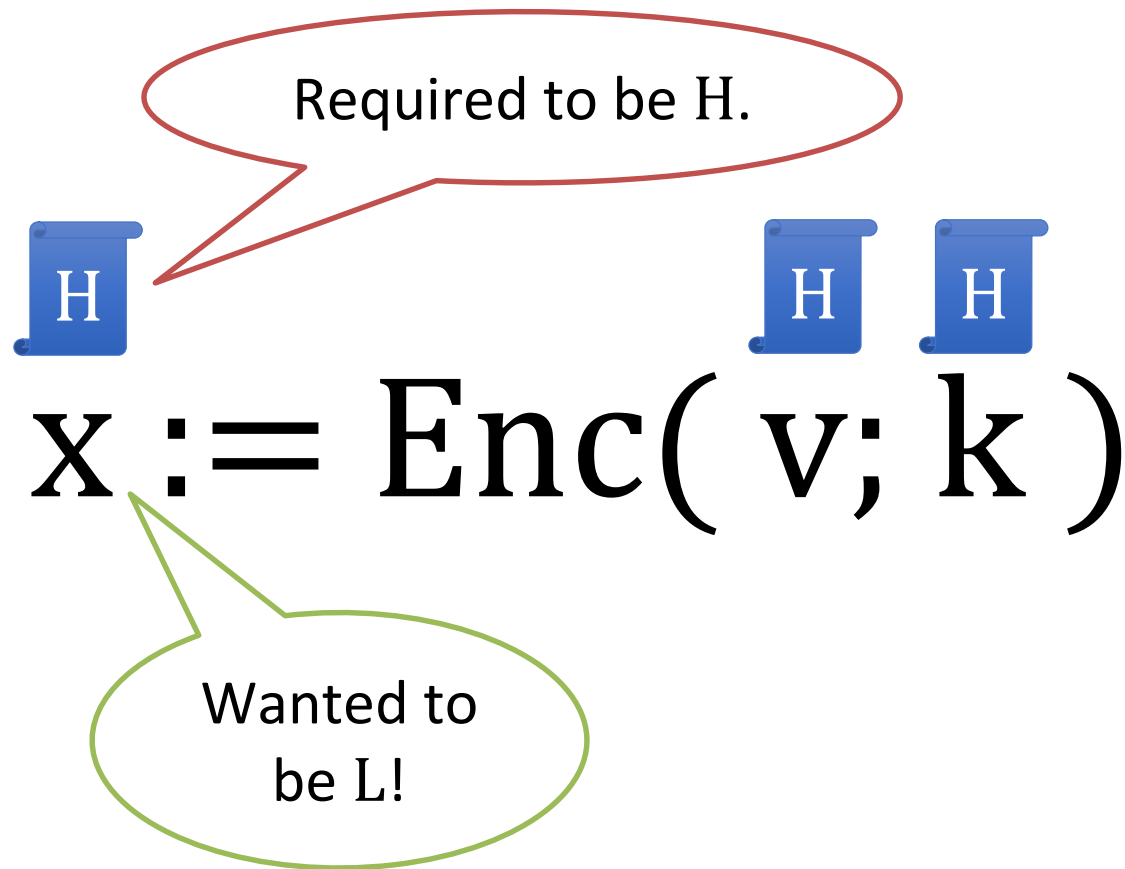 Required to be H.
H H H
x := Enc( v; k )
Wanted to
be L!